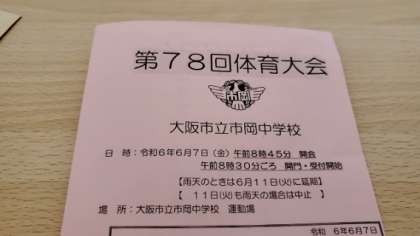 第78回体育大会
市岡
大阪市立市岡中学校
日 時：令和6年6月7日（金）午前8時45分 開会
午前8時30分ごろ 開門・受付開始
【雨天のときは6月11日(火)に延期】
【 11日(火)も雨天の場合は中止 】
場 所：大阪市立市岡中学校 運動場
令和 6年6月7日